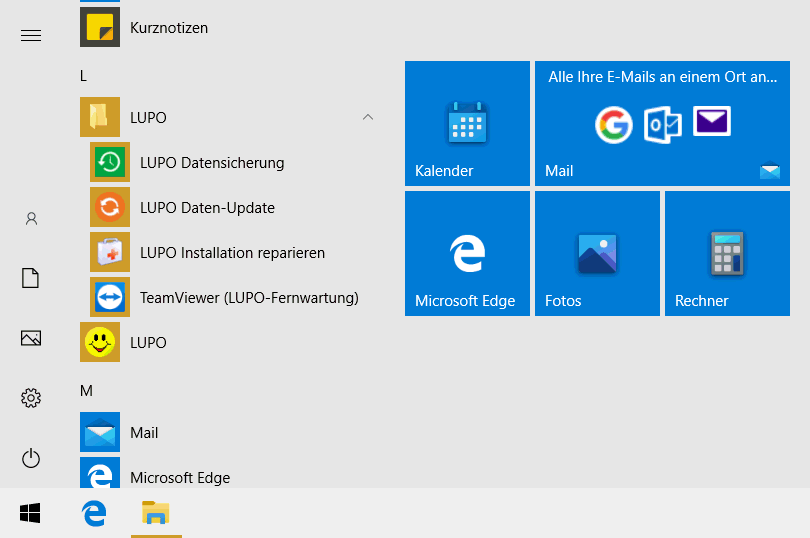 Kurznotizen
L
LUPO
LUPO Datensicherung
LUPO Daten-Update
LUPO Installation reparieren
TeamViewer (LUPO-Fernwartung)
LUPO
M
Mail
Microsoft Edge
Kalender
Alle Ihre E-Mails an einem Ort an...
Mail
Microsoft Edge
Fotos
Rechner